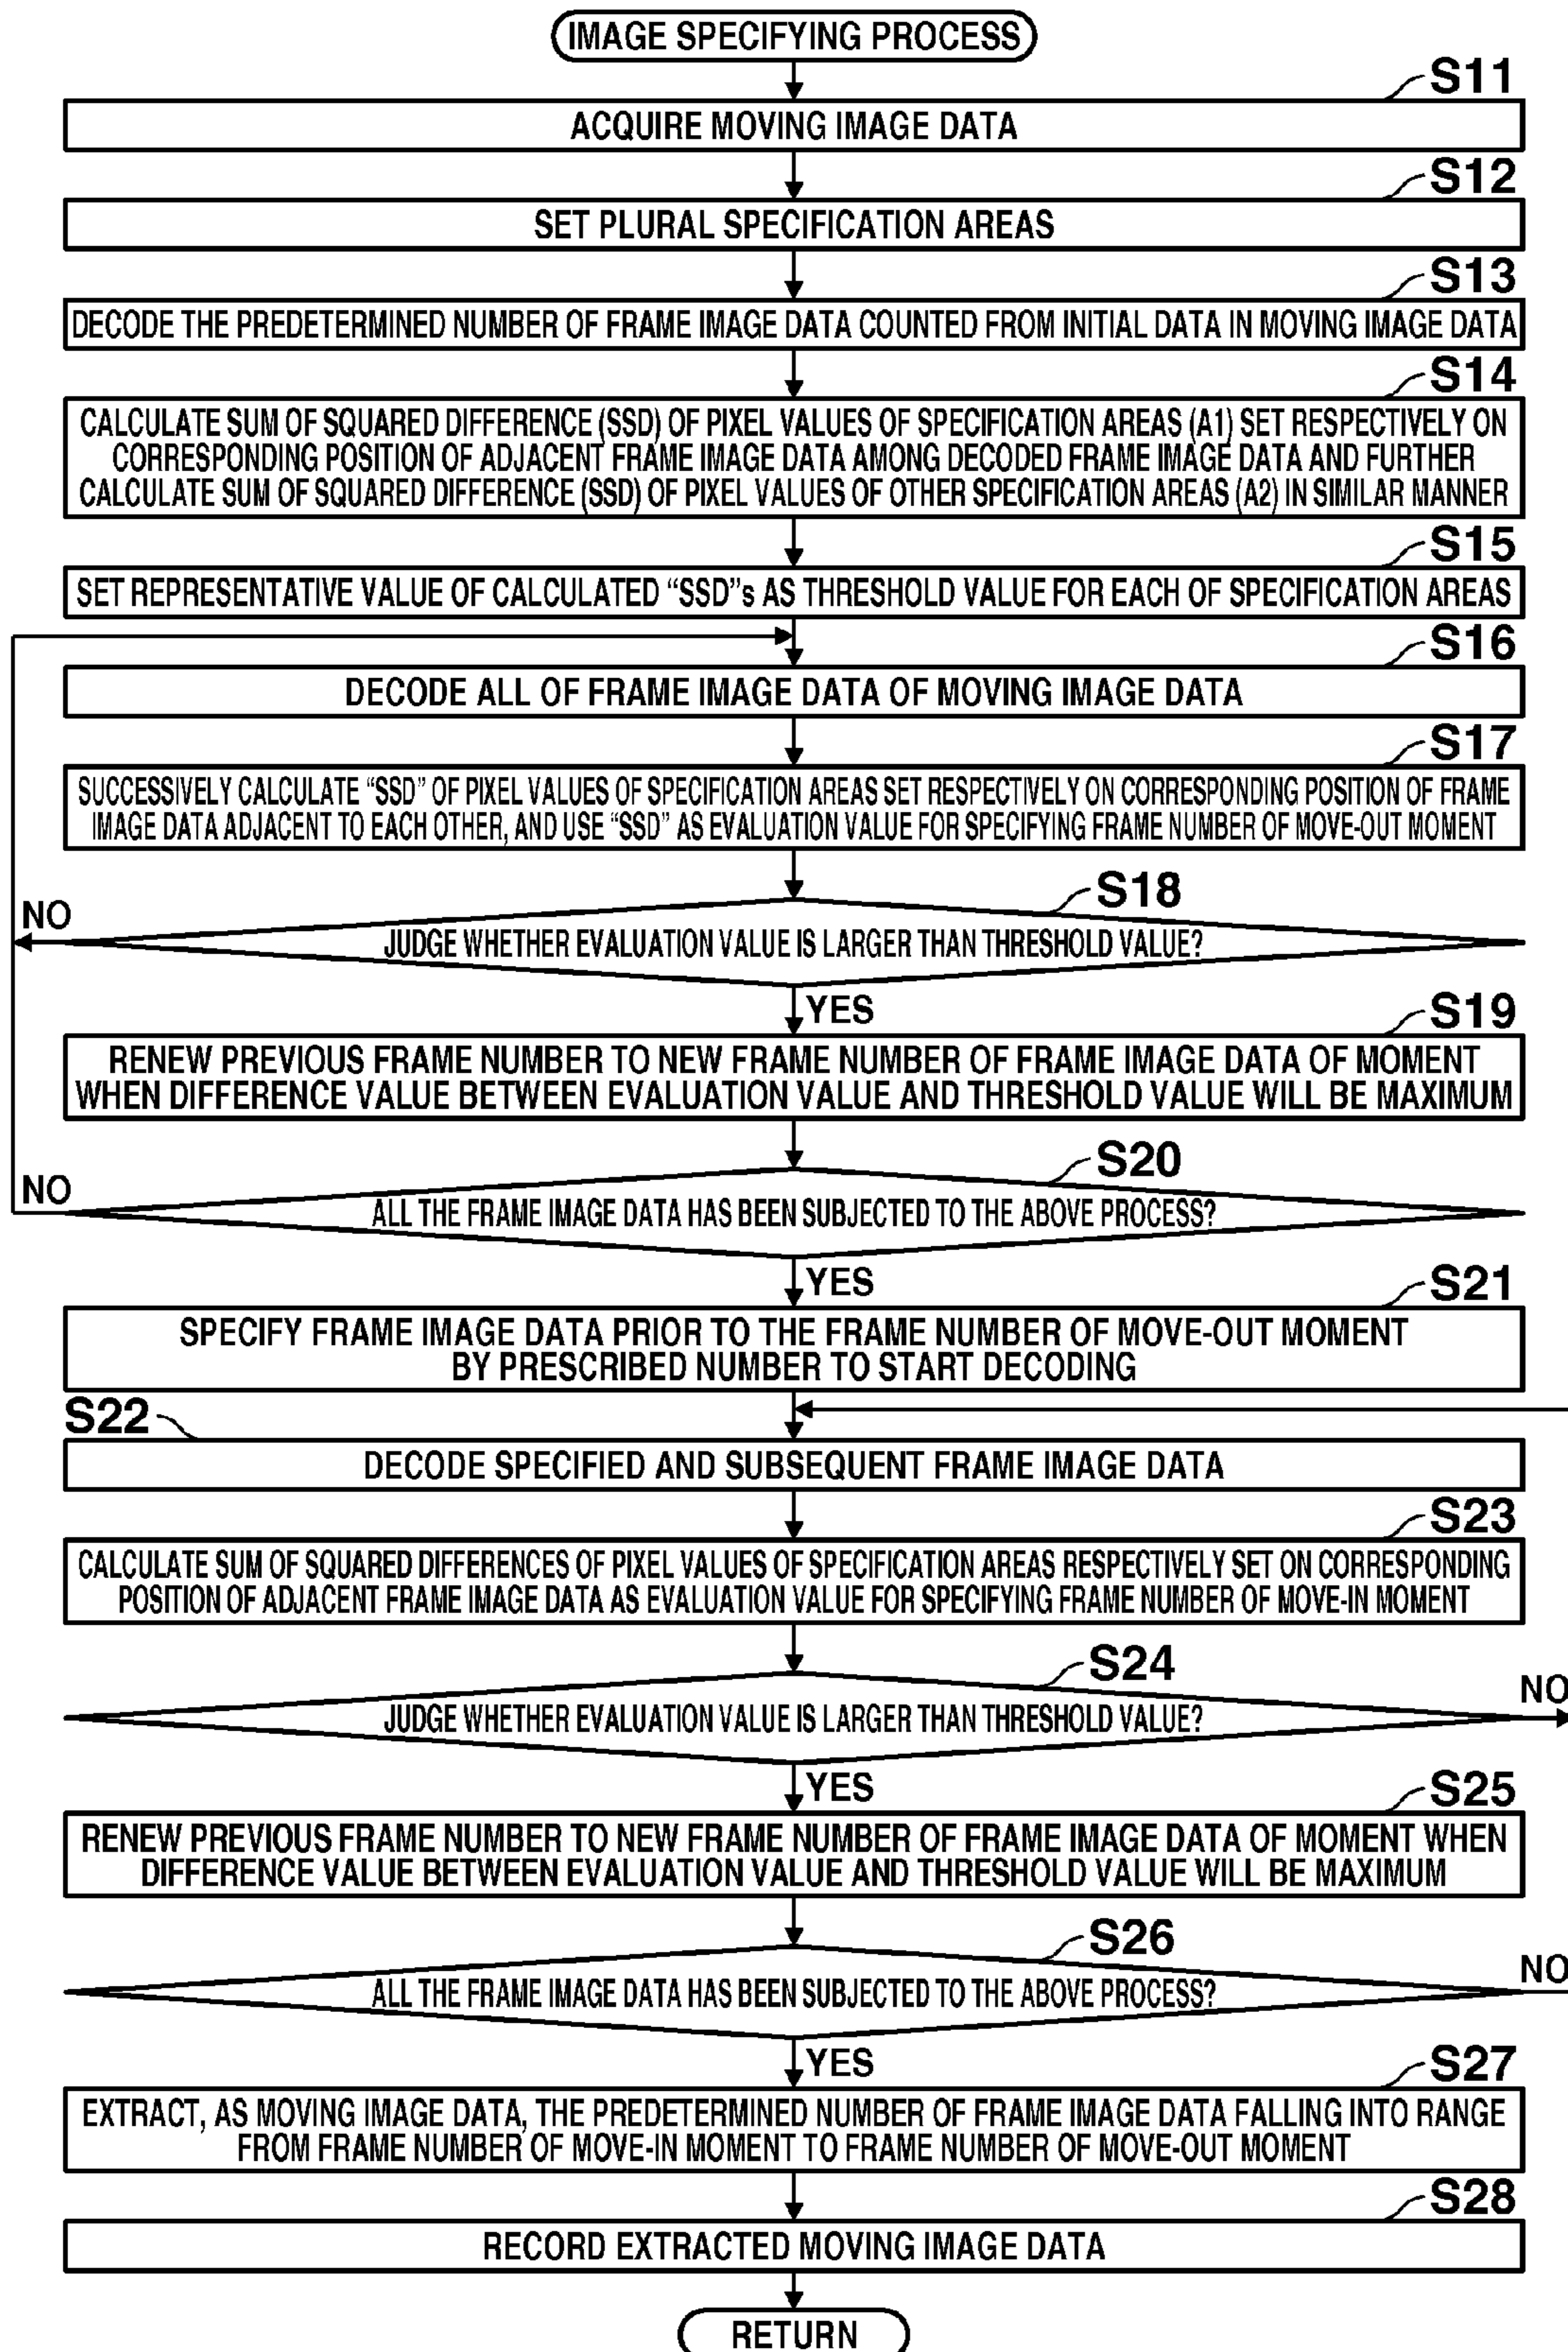 IMAGE SPECIFYING PROCESS
S11
ACQUIRE MOVING IMAGE DATA
S12
SET PLURAL SPECIFICATION AREAS
S13
DECODE THE PREDETERMINED NUMBER OF FRAME IMAGE DATA COUNTED FROM INITIAL DATA IN MOVING IMAGE DATA
S14
CALCULATE SUM OF SQUARED DIFFERENCE (SSD) OF PIXEL VALUES OF SPECIFICATION AREAS (A1) SET RESPECTIVELY ON
CORRESPONDING POSITION OF ADJACENT FRAME IMAGE DATA AMONG DECODED FRAME IMAGE DATA AND FURTHER
CALCULATE SUM OF SQUARED DIFFERENCE (SSD) OF PIXEL VALUES OF OTHER SPECIFICATION AREAS (A2) IN SIMILAR MANNER
S15
SET REPRESENTATIVE VALUE OF CALCULATED “SSD”s AS THRESHOLD VALUE FOR EACH OF SPECIFICATION AREAS
S16
DECODE ALL OF FRAME IMAGE DATA OF MOVING IMAGE DATA
S17
SUCCESSIVELY CALCULATE “SSD” OF PIXEL VALUES OF SPECIFICATION AREAS SET RESPECTIVELY ON CORRESPONDING POSITION OF FRAME
IMAGE DATA ADJACENT TO EACH OTHER, AND USE “SSD” AS EVALUATION VALUE FOR SPECIFYING FRAME NUMBER OF MOVE-OUT MOMENT
S18
NO
JUDGE WHETHER EVALUATION VALUE IS LARGER THAN THRESHOLD VALUE?
YES
S19
RENEW PREVIOUS FRAME NUMBER TO NEW FRAME NUMBER OF FRAME IMAGE DATA OF MOMENT
WHEN DIFFERENCE VALUE BETWEEN EVALUATION VALUE AND THRESHOLD VALUE WILL BE MAXIMUM
S20
NO
ALL THE FRAME IMAGE DATA HAS BEEN SUBJECTED TO THE ABOVE PROCESS?
YES
S21
SPECIFY FRAME IMAGE DATA PRIOR TO THE FRAME NUMBER OF MOVE-OUT MOMENT
BY PRESCRIBED NUMBER TO START DECODING
S22
DECODE SPECIFIED AND SUBSEQUENT FRAME IMAGE DATA
S23
CALCULATE SUM OF SQUARED DIFFERENCES OF PIXEL VALUES OF SPECIFICATION AREAS RESPECTIVELY SET ON CORRESPONDING
POSITION OF ADJACENT FRAME IMAGE DATA AS EVALUATION VALUE FOR SPECIFYING FRAME NUMBER OF MOVE-IN MOMENT
S24
NO
JUDGE WHETHER EVALUATION VALUE IS LARGER THAN THRESHOLD VALUE?
YES
S25
RENEW PREVIOUS FRAME NUMBER TO NEW FRAME NUMBER OF FRAME IMAGE DATA OF MOMENT WHEN
DIFFERENCE VALUE BETWEEN EVALUATION VALUE AND THRESHOLD VALUE WILL BE MAXIMUM
S26
NO
ALL THE FRAME IMAGE DATA HAS BEEN SUBJECTED TO THE ABOVE PROCESS?
YES
S27
EXTRACT, AS MOVING IMAGE DATA, THE PREDETERMINED NUMBER OF FRAME IMAGE DATA FALLING INTO RANGE
FROM FRAME NUMBER OF MOVE-IN MOMENT TO FRAME NUMBER OF MOVE-OUT MOMENT
S28
RECORD EXTRACTED MOVING IMAGE DATA
RETURN